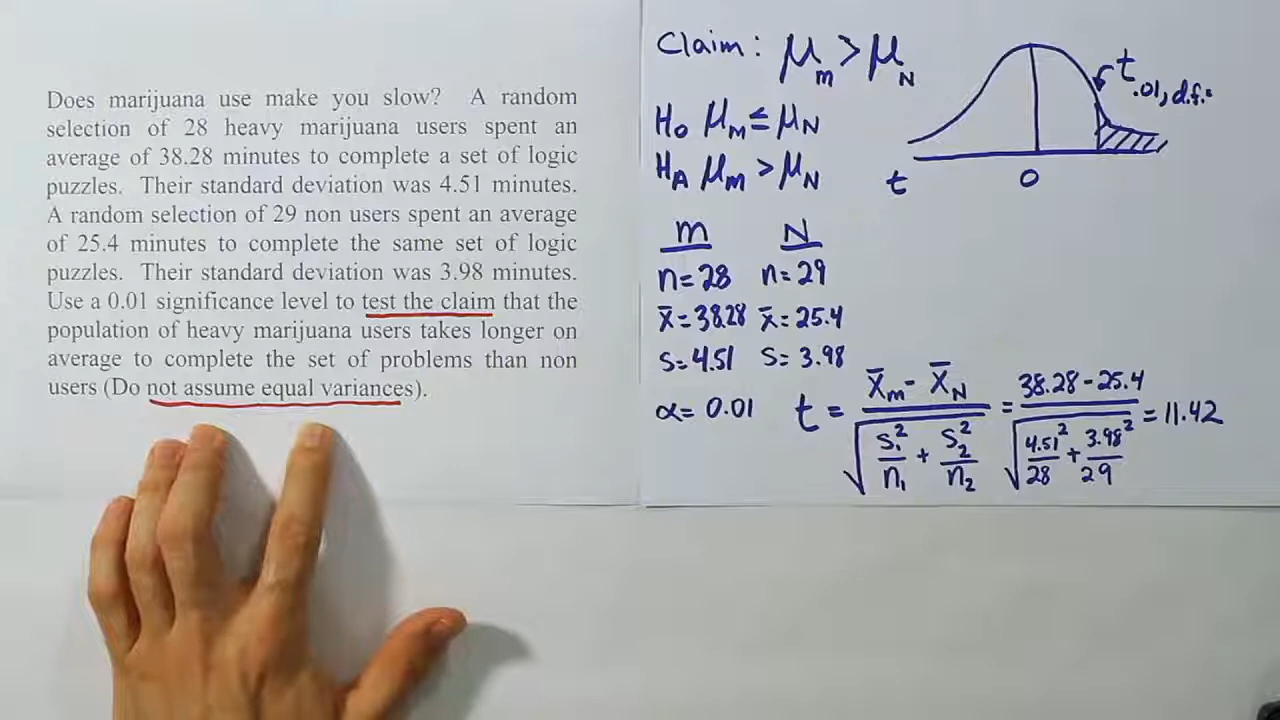 Does marijuana use make you slow? A random
selection of 28 heavy marijuana users spent an
average of 38.28 minutes to complete a set of logic
puzzles. Their standard deviation was 4.51 minutes.
A random selection of 29 non users spent an average
of 25.4 minutes to complete the same set of logic
puzzles. Their standard deviation was 3.98 minutes.
Use a 0.01 significance level to test the claim that the
population of heavy marijuana users takes longer on
average to complete the set of problems than non
users (Do not assume equal variances).
Claim: μm > μN
H0 μM ≤ μN
HA μM > μN
t.01, d.f.=
t 0
m N
n=28 n=29
x̄=38.28 x̄=25.4
s=4.51 s=3.98
α=0.01
t = (x̄m - x̄N) / √(s₁²/n₁ + s₂²/n₂) = (38.28-25.4) / √(4.51²/28 + 3.98²/29) = 11.42